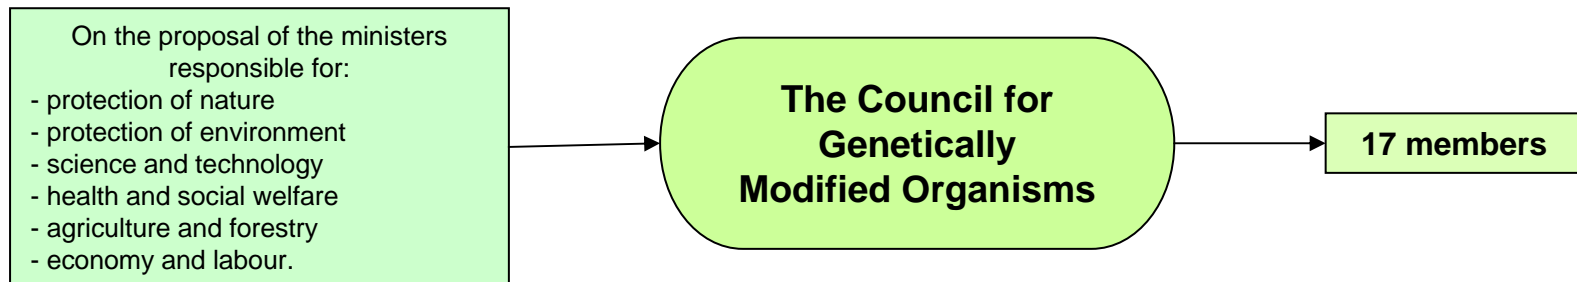 On the proposal of the ministers
responsible for:
- protection of nature
- protection of environment
- science and technology
- health and social welfare
- agriculture and forestry
- economy and labour.
The Council for
Genetically
Modified Organisms
17 members